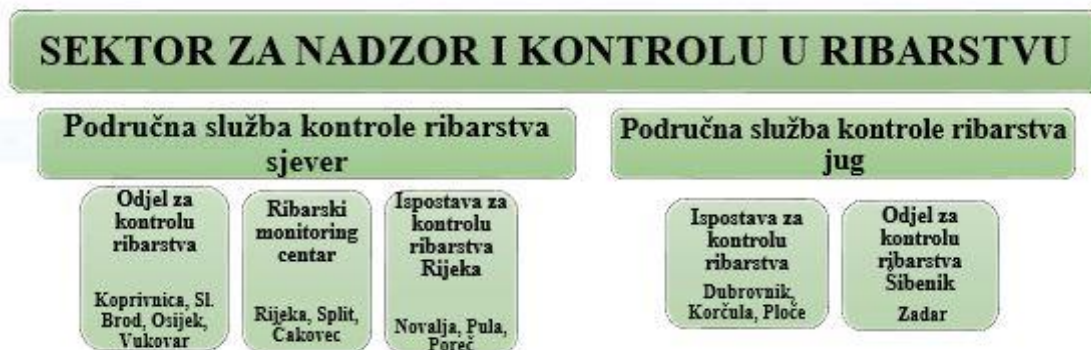 SEKTOR ZA NADZOR I KONTROLU U RIBARSTVU
Područna služba kontrole ribarstva
sjever
Područna služba kontrole ribarstva
jug
Odjel za
kontrolu
ribarstva
Koprivnica, Sl.
Brod, Osijek,
Vukovar
Ribarski
monitoring
centar
Rijeka, Split,
Čakovec
Ispostava za
kontrolu
ribarstva
Rijeka
Novalja, Pula,
Poreč
Ispostava za
kontrolu
ribarstva
Dubrovnik,
Korčula, Ploče
Odjel za
kontrolu
ribarstva
Šibenik
Zadar